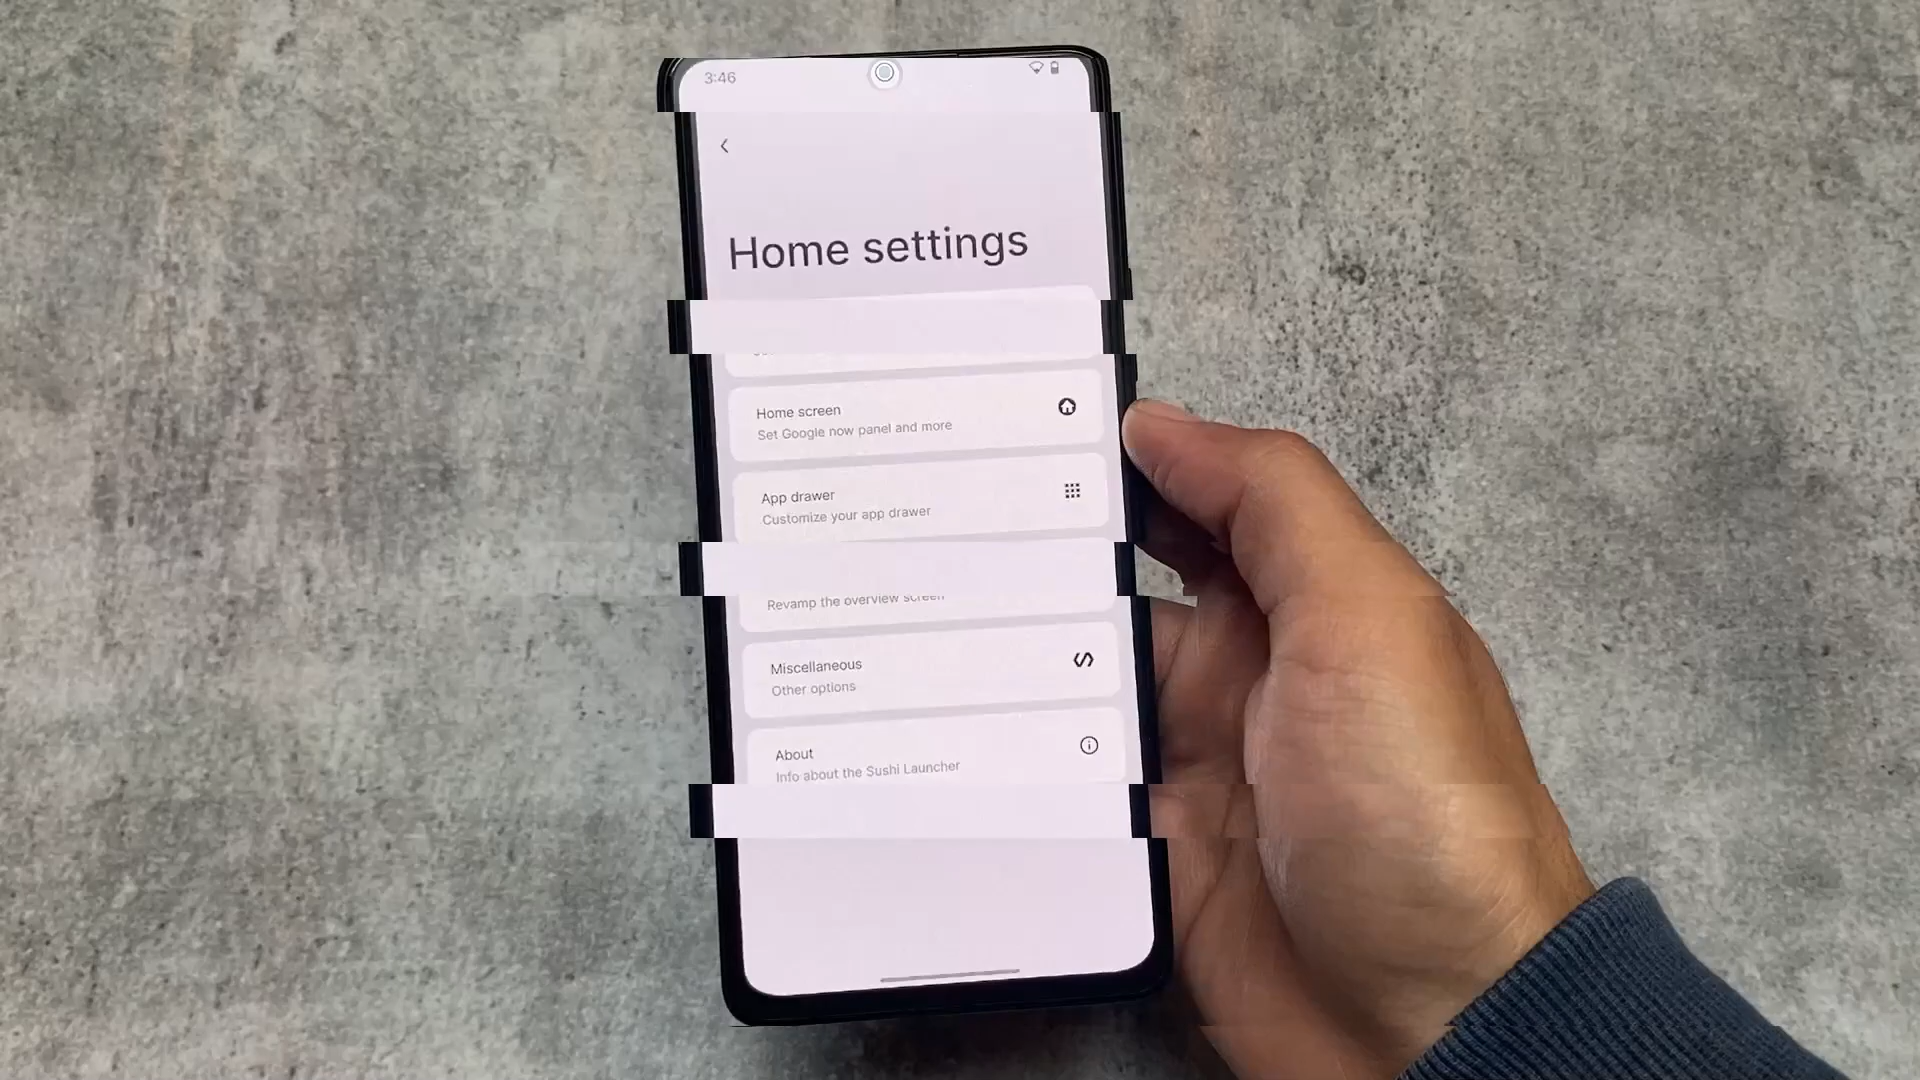 3:46
Home settings
Home screen
Set Google now panel and more
App drawer
Customize your app drawer
Revamp the overview screen
Miscellaneous
Other options
About
Info about the Sushi Launcher